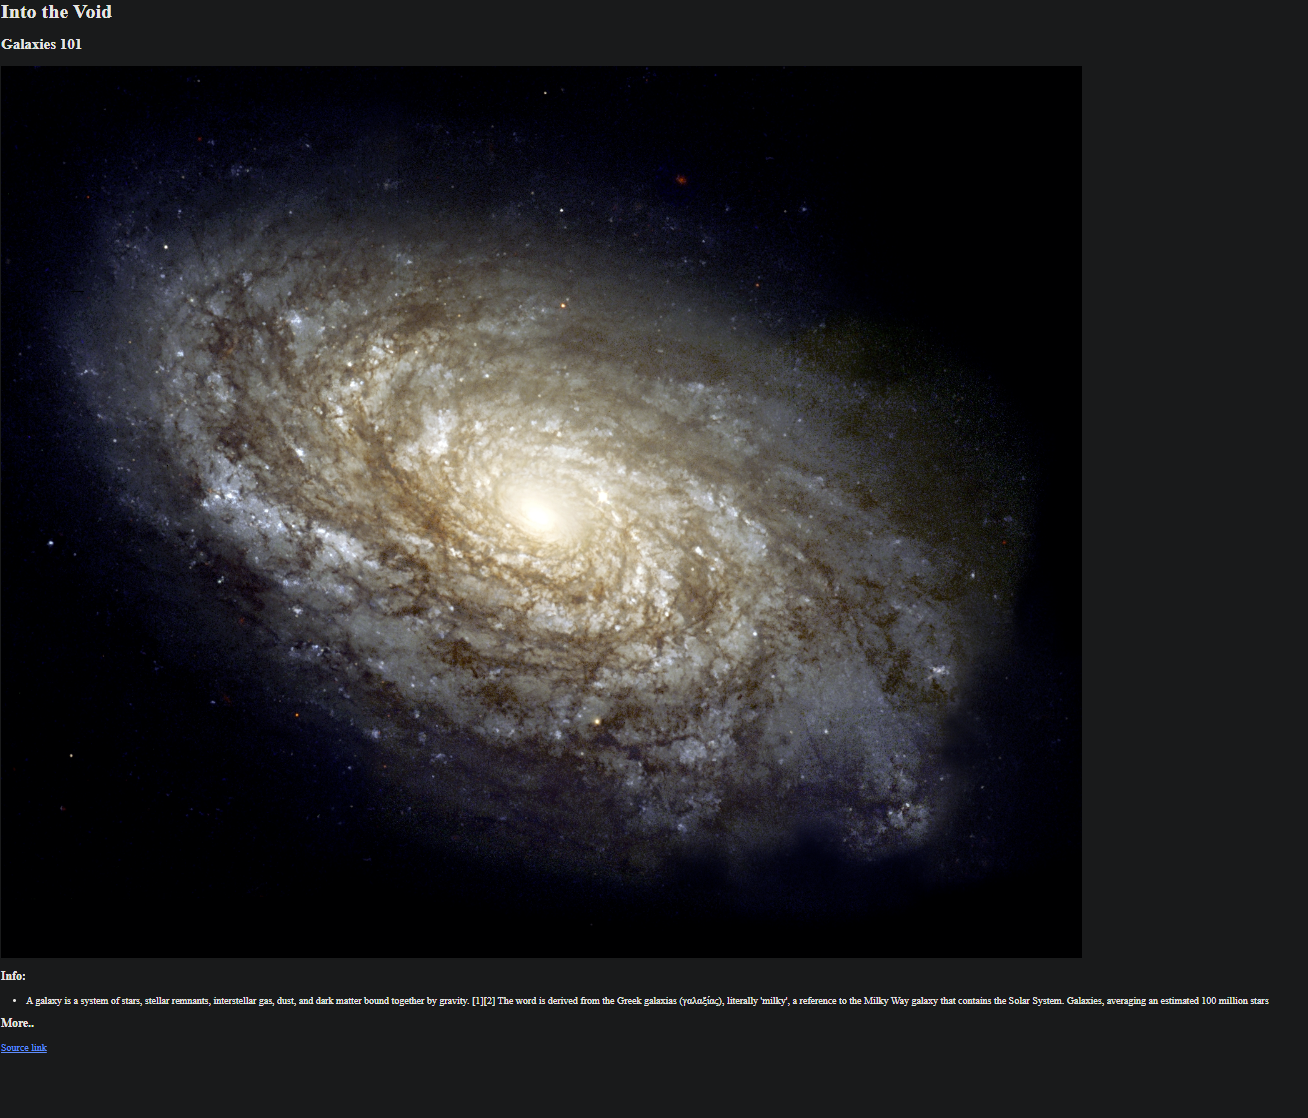 Into the Void
Galaxies 101
Info:
• A galaxy is a system of stars, stellar remnants, interstellar gas, dust, and dark matter bound together by gravity. [1][2] The word is derived from the Greek galaxias (γαλαξίας), literally 'milky', a reference to the Milky Way galaxy that contains the Solar System. Galaxies, averaging an estimated 100 million stars
More..
Source link